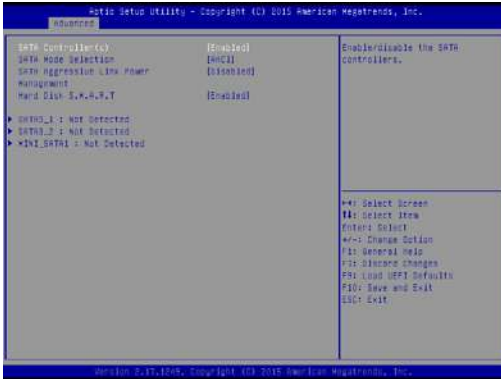 Aptio Setup Utility - Copyright (C) 2015 American Megatrends, Inc.
Advanced
SATA Controller(s) [Enabled]
SATA Mode Selection [AHCI]
SATA Aggressive Link Power [Disabled]
Management
Hard Disk S.M.A.R.T [Enabled]
SATA3_1 : Not Detected
SATA3_2 : Not Detected
MINI_SATA1 : Not Detected
Enable/disable the SATA
controllers.
→←: Select Screen
↑↓: Select Item
Enter: Select
+/-: Change Option
F1: General Help
F7: Discard Changes
F9: Load UEFI Defaults
F10: Save and Exit
ESC: Exit
Version 2.17.1249. Copyright (C) 2015 American Megatrends, Inc.